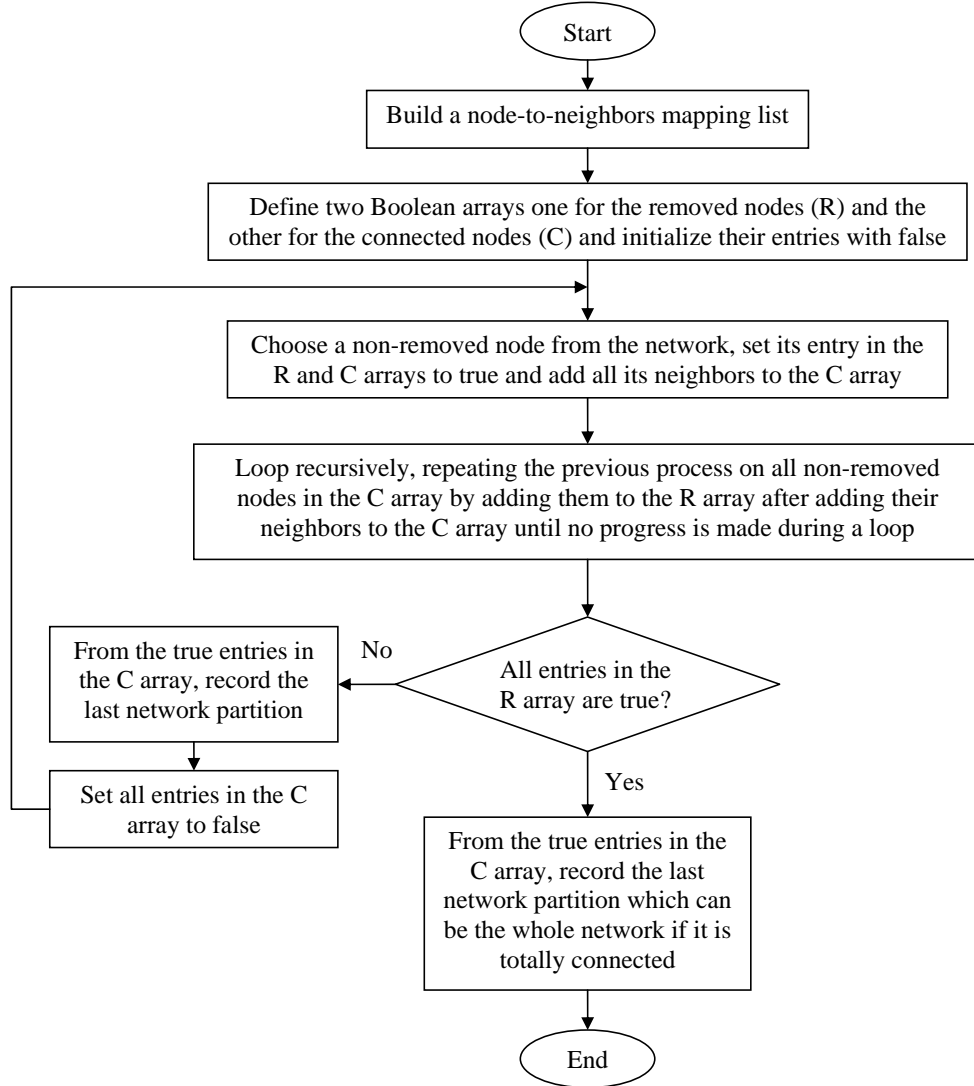 Start
Build a node-to-neighbors mapping list
Define two Boolean arrays one for the removed nodes (R) and the
other for the connected nodes (C) and initialize their entries with false
Choose a non-removed node from the network, set its entry in the
R and C arrays to true and add all its neighbors to the C array
Loop recursively, repeating the previous process on all non-removed
nodes in the C array by adding them to the R array after adding their
neighbors to the C array until no progress is made during a loop
All entries in the
R array are true?
No
From the true entries in
the C array, record the
last network partition
Set all entries in the C
array to false
Yes
From the true entries in the
C array, record the last
network partition which can
be the whole network if it is
totally connected
End